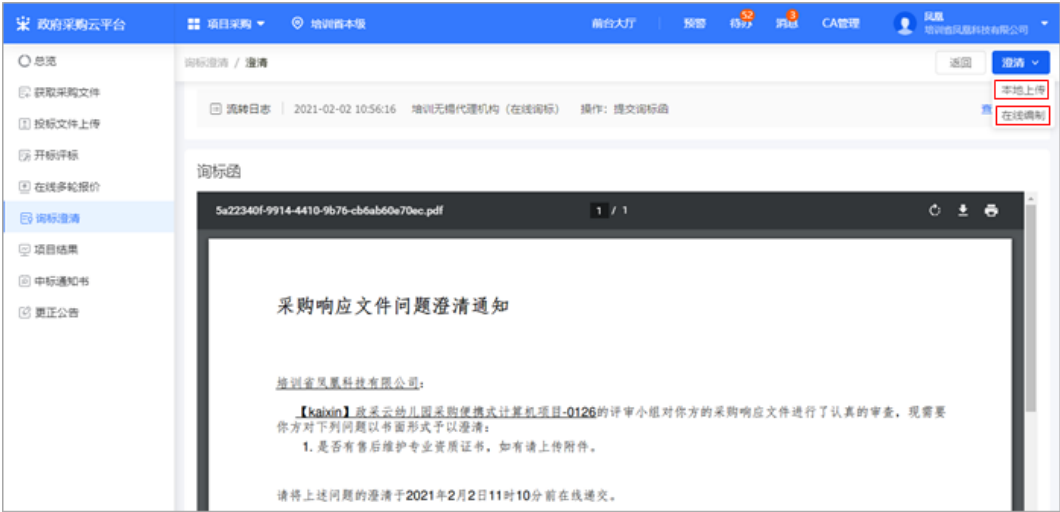 政府采购云平台
项目采购
培训省本级
前台大厅
预警
待办
消息 3
CA管理
凤凰
培训省凤凰科技有限公司
总览
获取采购文件
投标文件上传
开标评标
在线多轮报价
询标澄清
项目结果
中标通知书
更正公告
询标澄清 / 澄清
返回
澄清
本地上传
在线编制
流转日志
2021-02-02 10:56:16 培训无锡代理机构（在线询标） 操作：提交询标函
查
询标函
5a22340f-9914-4410-9b76-cb6ab60e70ec.pdf
1 / 1
采购响应文件问题澄清通知
培训省凤凰科技有限公司：
【kaixin】政采云幼儿园采购便携式计算机项目-0126的评审小组对你方的采购响应文件进行了认真的审查，现需要
你方对下列问题以书面形式予以澄清：
1. 是否有售后维护专业资质证书，如有请上传附件。
请将上述问题的澄清于2021年2月2日11时10分前在线递交。